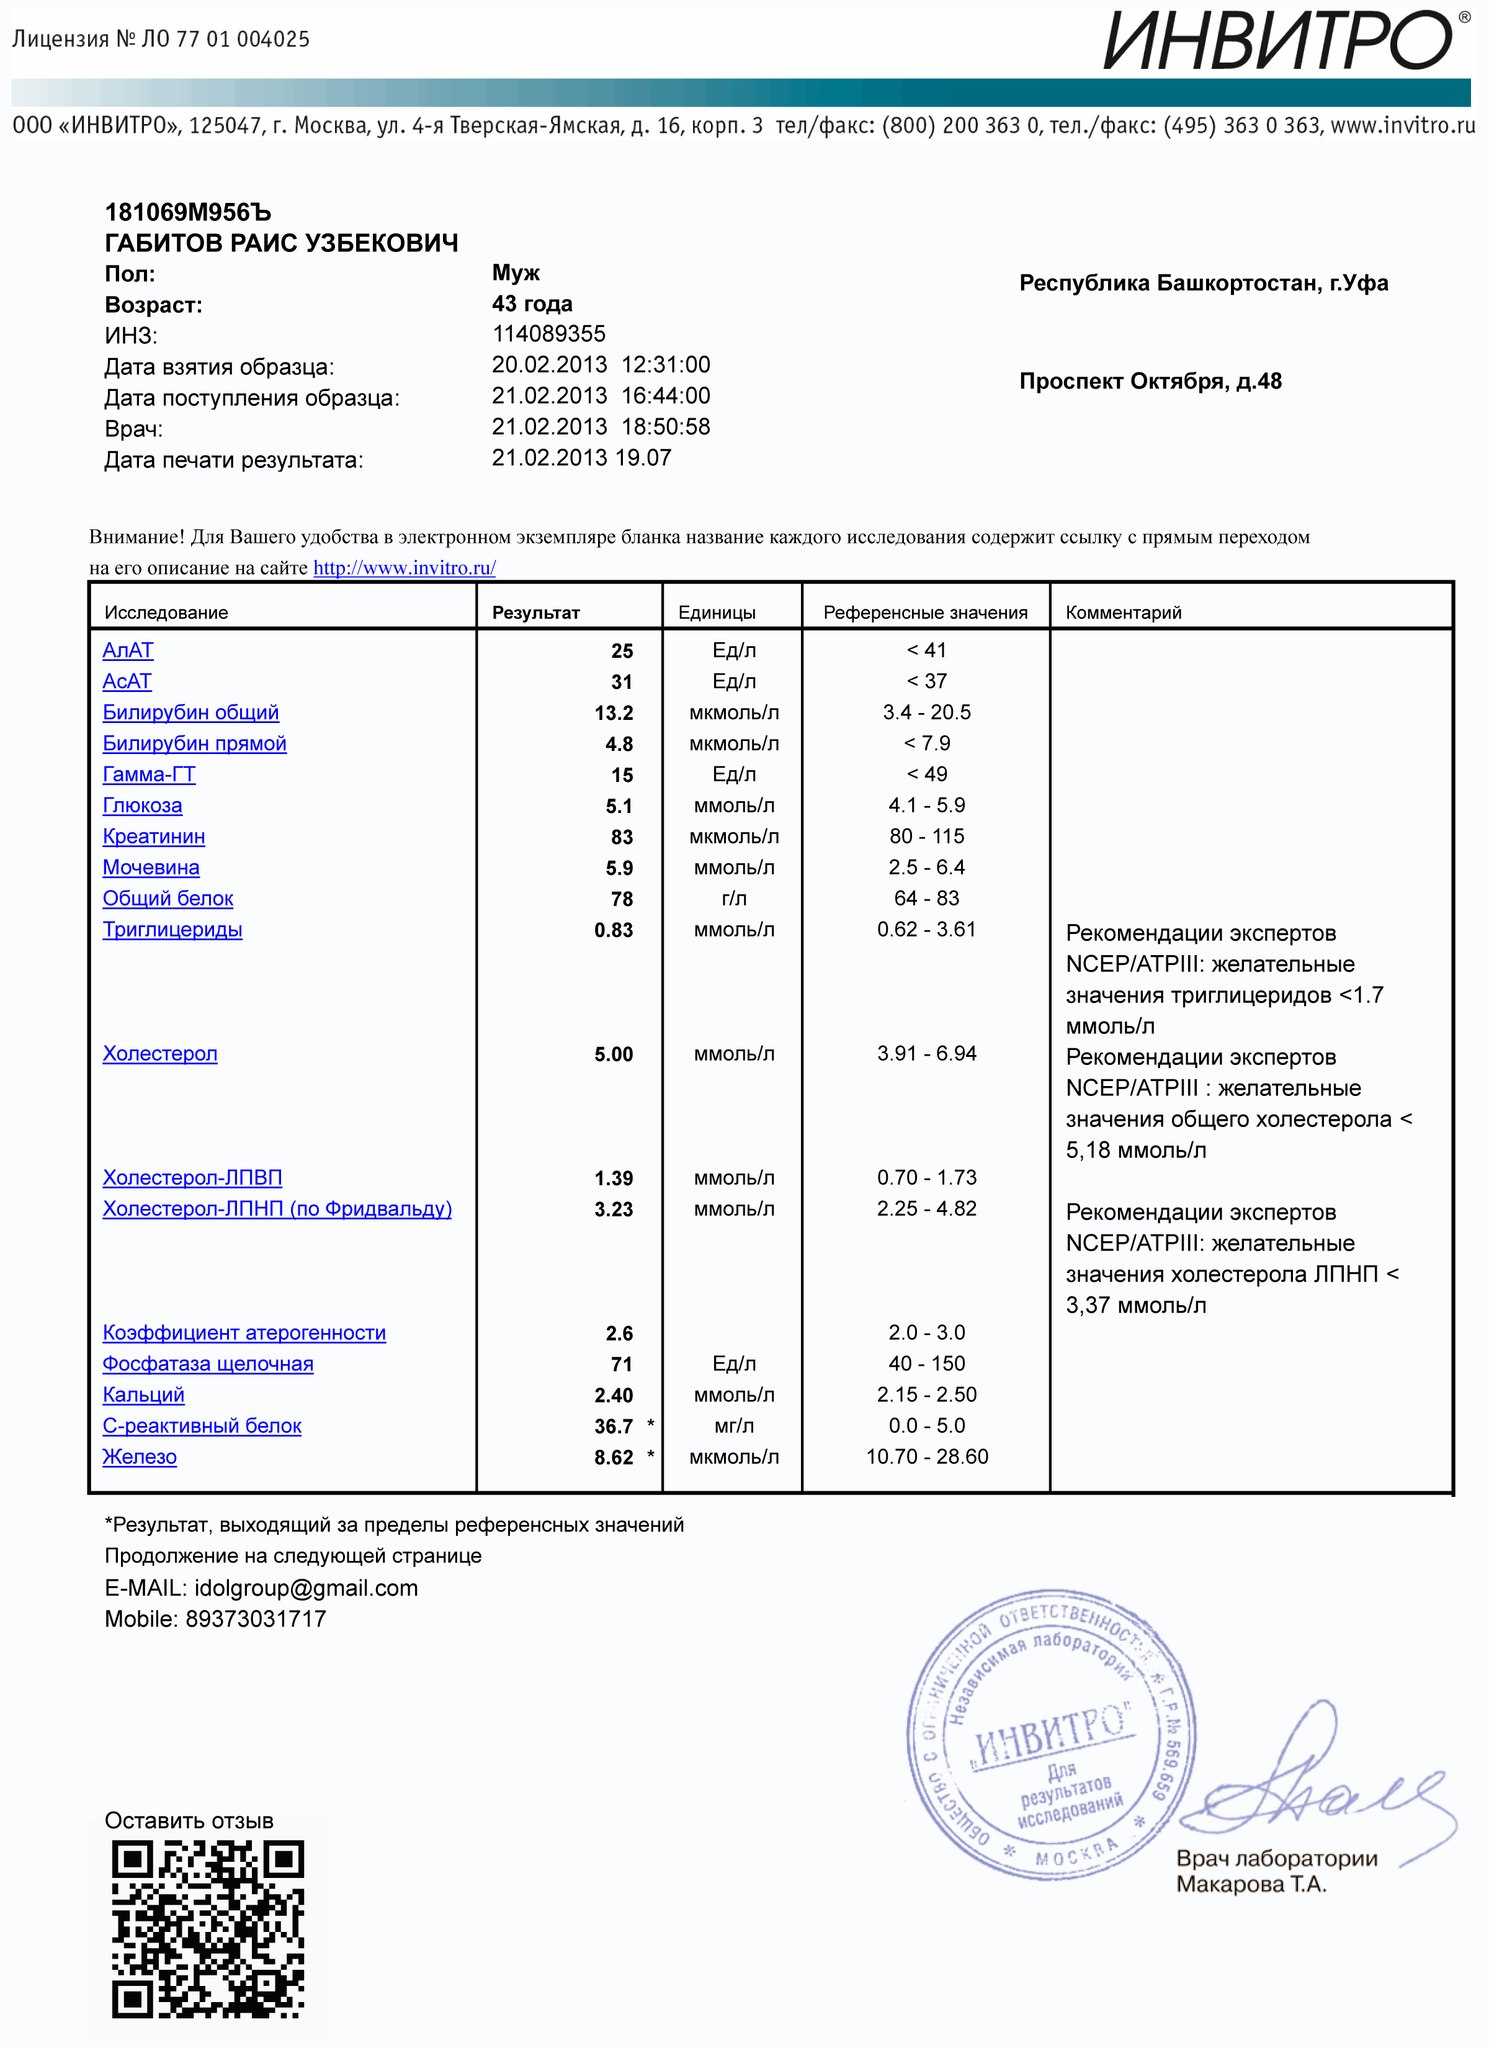 Лицензия № ЛО 77 01 004025
ИНВИТРО®
ООО «ИНВИТРО», 125047, г. Москва, ул. 4-я Тверская-Ямская, д. 16, корп. 3 тел/факс: (800) 200 363 0, тел./факс: (495) 363 0 363, www.invitro.ru
181069М956Ъ
ГАБИТОВ РАИС УЗБЕКОВИЧ
Пол: Муж
Республика Башкортостан, г.Уфа
Возраст: 43 года
ИНЗ: 114089355
Дата взятия образца: 20.02.2013 12:31:00
Проспект Октября, д.48
Дата поступления образца: 21.02.2013 16:44:00
Врач: 21.02.2013 18:50:58
Дата печати результата: 21.02.2013 19.07
Внимание! Для Вашего удобства в электронном экземпляре бланка название каждого исследования содержит ссылку с прямым переходом
на его описание на сайте http://www.invitro.ru/
Исследование Результат Единицы Референсные значения Комментарий
АлАТ 25 Ед/л < 41
АсАТ 31 Ед/л < 37
Билирубин общий 13.2 мкмоль/л 3.4 - 20.5
Билирубин прямой 4.8 мкмоль/л < 7.9
Гамма-ГТ 15 Ед/л < 49
Глюкоза 5.1 ммоль/л 4.1 - 5.9
Креатинин 83 мкмоль/л 80 - 115
Мочевина 5.9 ммоль/л 2.5 - 6.4
Общий белок 78 г/л 64 - 83
Триглицериды 0.83 ммоль/л 0.62 - 3.61 Рекомендации экспертов
NCEP/ATPIII: желательные
значения триглицеридов <1.7
ммоль/л
Холестерол 5.00 ммоль/л 3.91 - 6.94 Рекомендации экспертов
NCEP/ATPIII : желательные
значения общего холестерола <
5,18 ммоль/л
Холестерол-ЛПВП 1.39 ммоль/л 0.70 - 1.73
Холестерол-ЛПНП (по Фридвальду) 3.23 ммоль/л 2.25 - 4.82 Рекомендации экспертов
NCEP/ATPIII: желательные
значения холестерола ЛПНП <
3,37 ммоль/л
Коэффициент атерогенности 2.6 2.0 - 3.0
Фосфатаза щелочная 71 Ед/л 40 - 150
Кальций 2.40 ммоль/л 2.15 - 2.50
С-реактивный белок 36.7 * мг/л 0.0 - 5.0
Железо 8.62 * мкмоль/л 10.70 - 28.60
*Результат, выходящий за пределы референсных значений
Продолжение на следующей странице
E-MAIL: idolgroup@gmail.com
Mobile: 89373031717
ОБЩЕСТВО С ОГРАНИЧЕННОЙ ОТВЕТСТВЕННОСТЬЮ * Г.Р.№ 569.659 * МОСКВА *
Независимая лаборатория
"ИНВИТРО"
Для
результатов
исследований
Оставить отзыв
Врач лаборатории
Макарова Т.А.